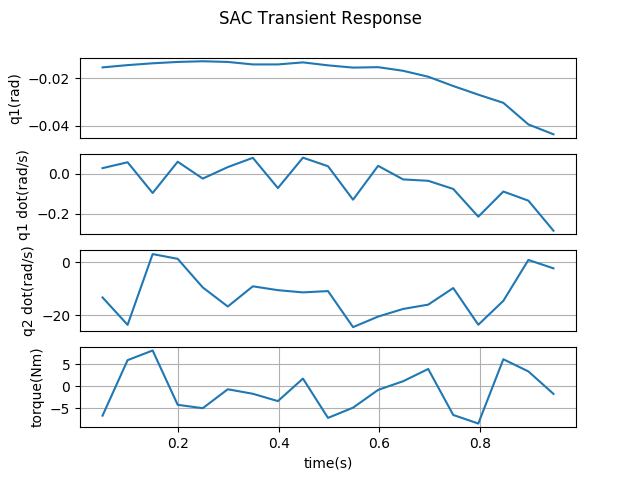 SAC Transient Response
q1(rad)
−0.02
−0.04
q1 dot(rad/s)
0.0
−0.2
q2 dot(rad/s)
0
−20
torque(Nm)
5
0
−5
0.2 0.4 0.6 0.8
time(s)